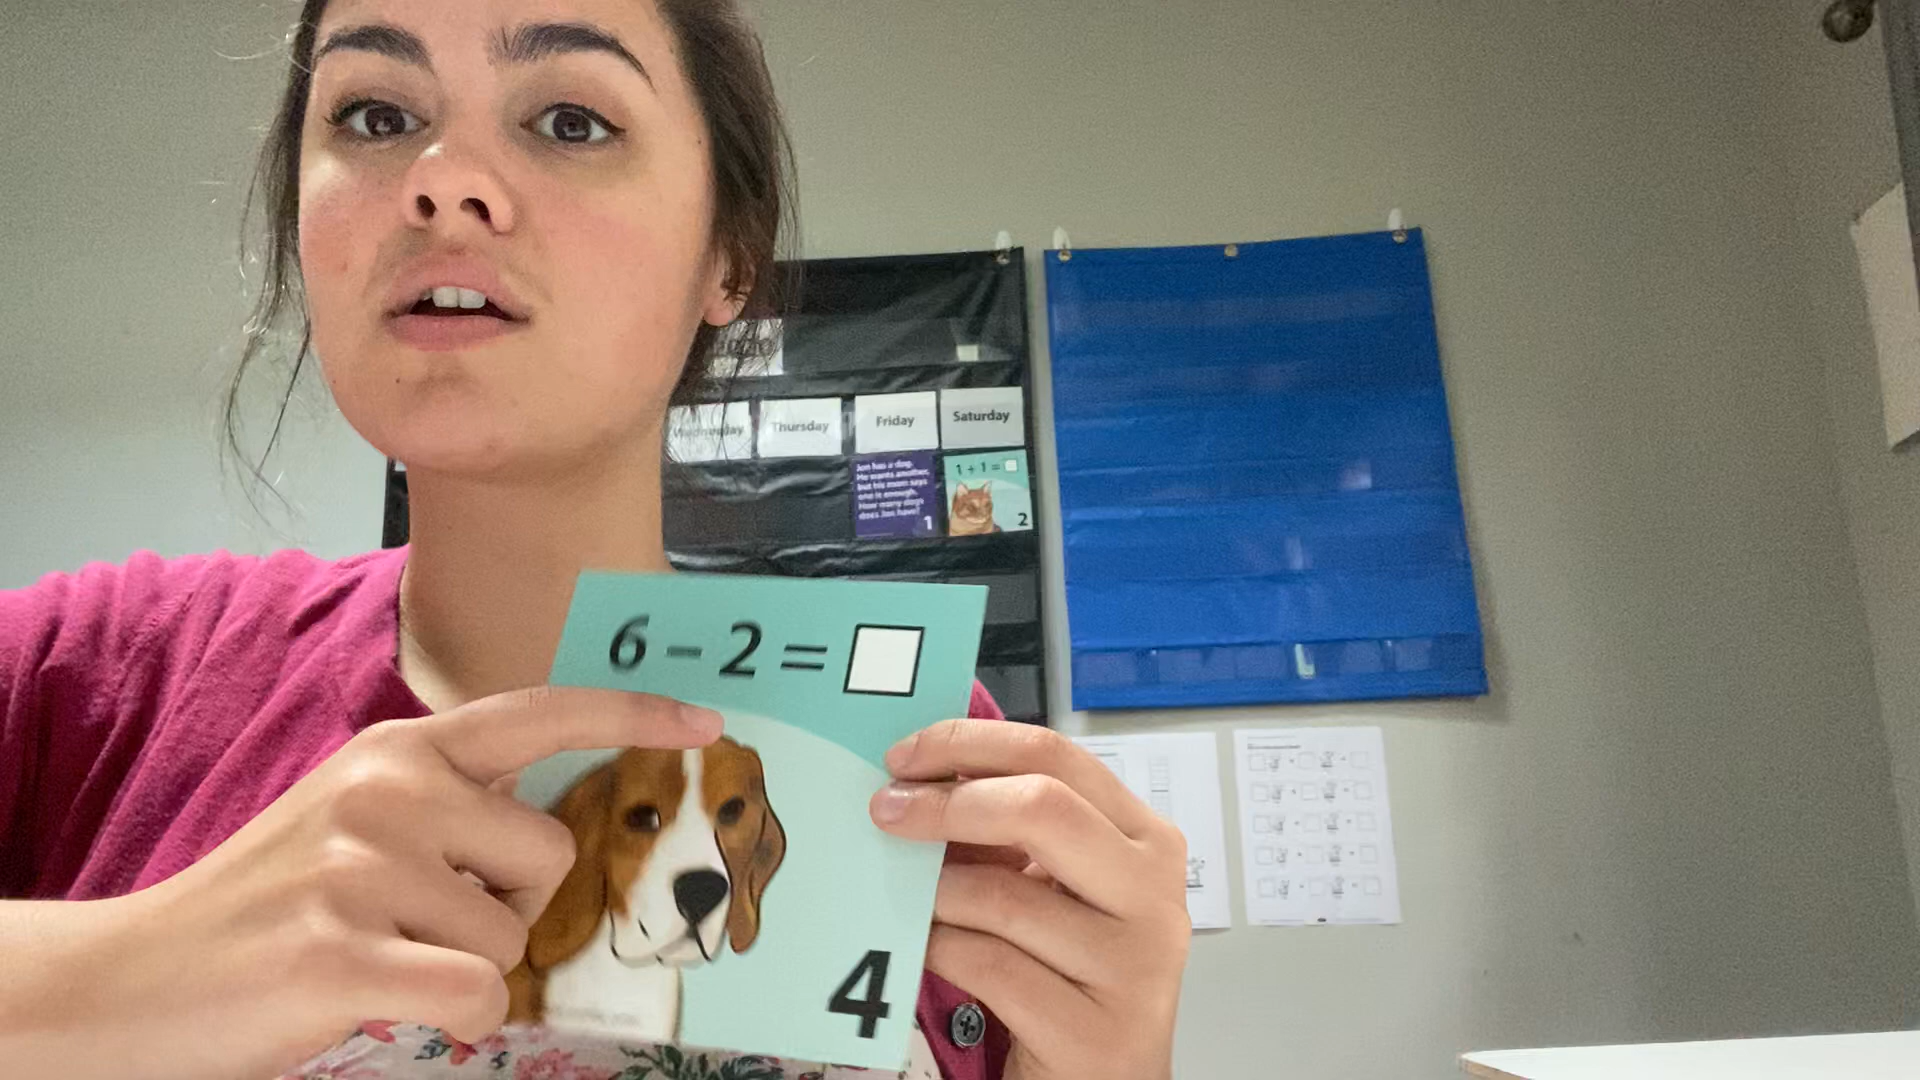 Wednesday
Thursday
Friday
Saturday
Jon has a dog.
He wants another,
but his mom says
one is enough.
How many dogs
does Jon have?
1
1 + 1 = □
2
6 – 2 = □
4